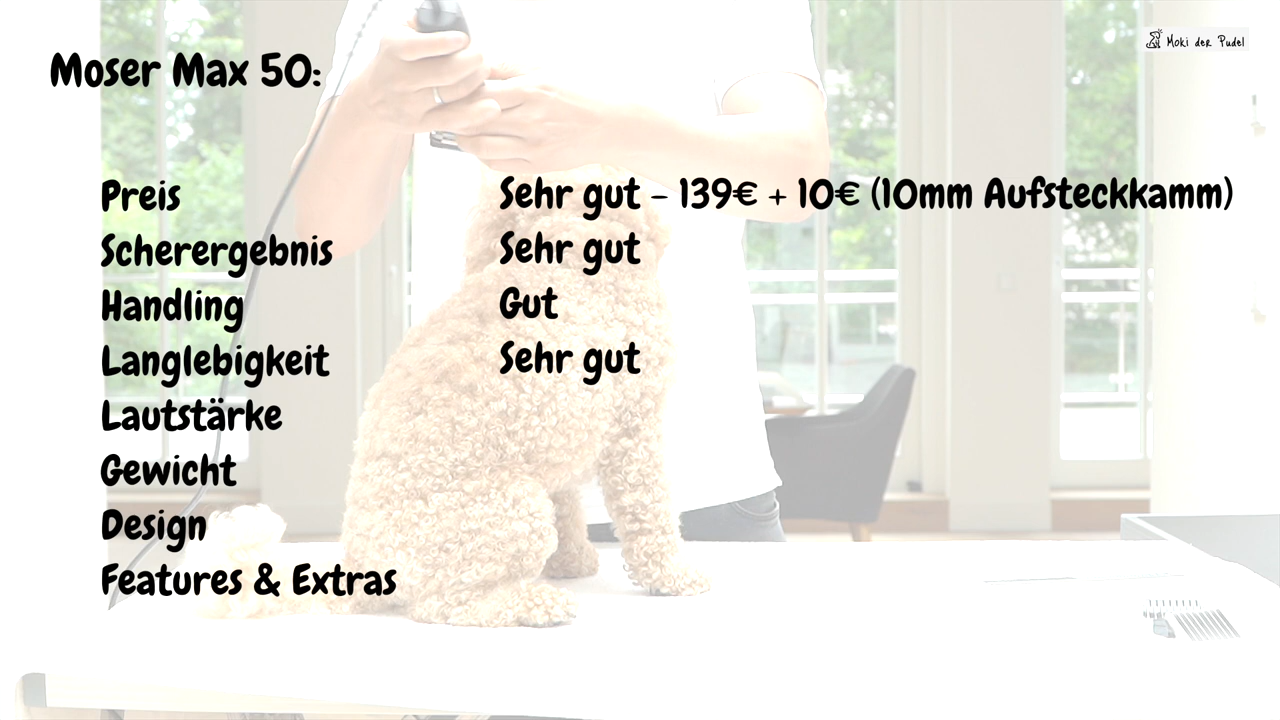 Moki der Pudel
Moser Max 50:
Preis Sehr gut - 139€ + 10€ (10mm Aufsteckkamm)
Scherergebnis Sehr gut
Handling Gut
Langlebigkeit Sehr gut
Lautstärke
Gewicht
Design
Features & Extras